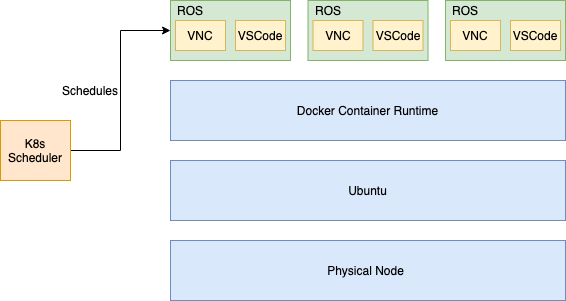 ROS
ROS
ROS
VNC
VSCode
VNC
VSCode
VNC
VSCode
Schedules
Docker Container Runtime
K8s
Scheduler
Ubuntu
Physical Node